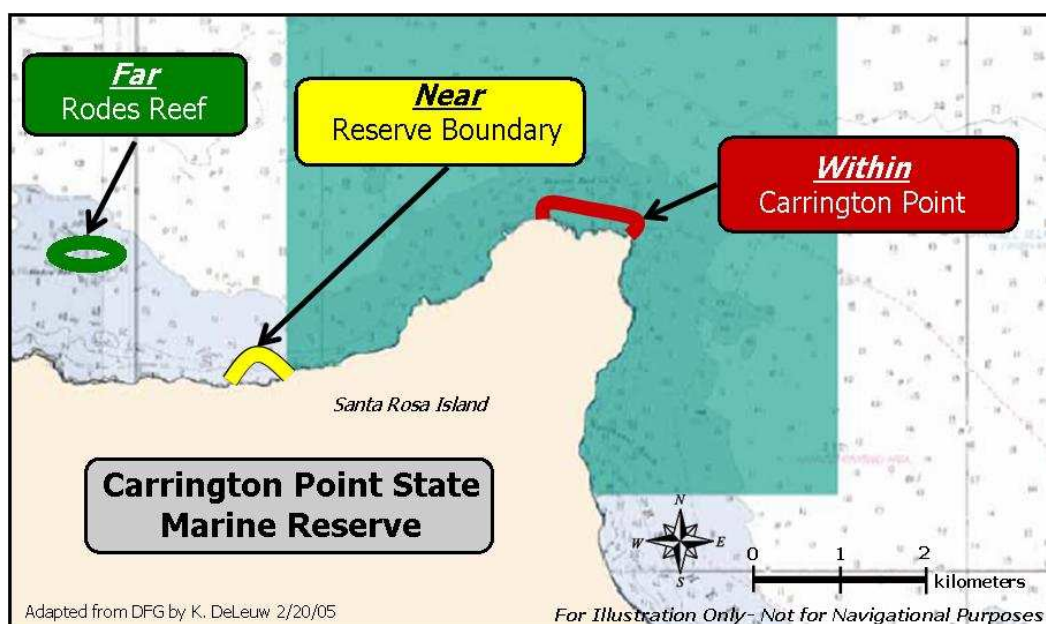 Far
Rodes Reef
Near
Reserve Boundary
Within
Carrington Point
Santa Rosa Island
Carrington Point State
Marine Reserve
N
W
E
S
0
1
2
kilometers
Adapted from DFG by K. DeLeuw 2/20/05
For Illustration Only- Not for Navigational Purposes